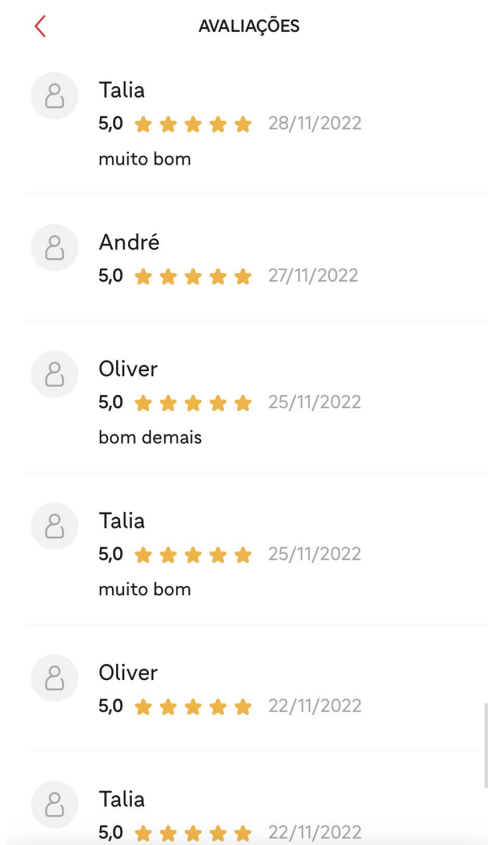 AVALIAÇÕES
Talia
5,0 28/11/2022
muito bom
André
5,0 27/11/2022
Oliver
5,0 25/11/2022
bom demais
Talia
5,0 25/11/2022
muito bom
Oliver
5,0 22/11/2022
Talia
5,0 22/11/2022